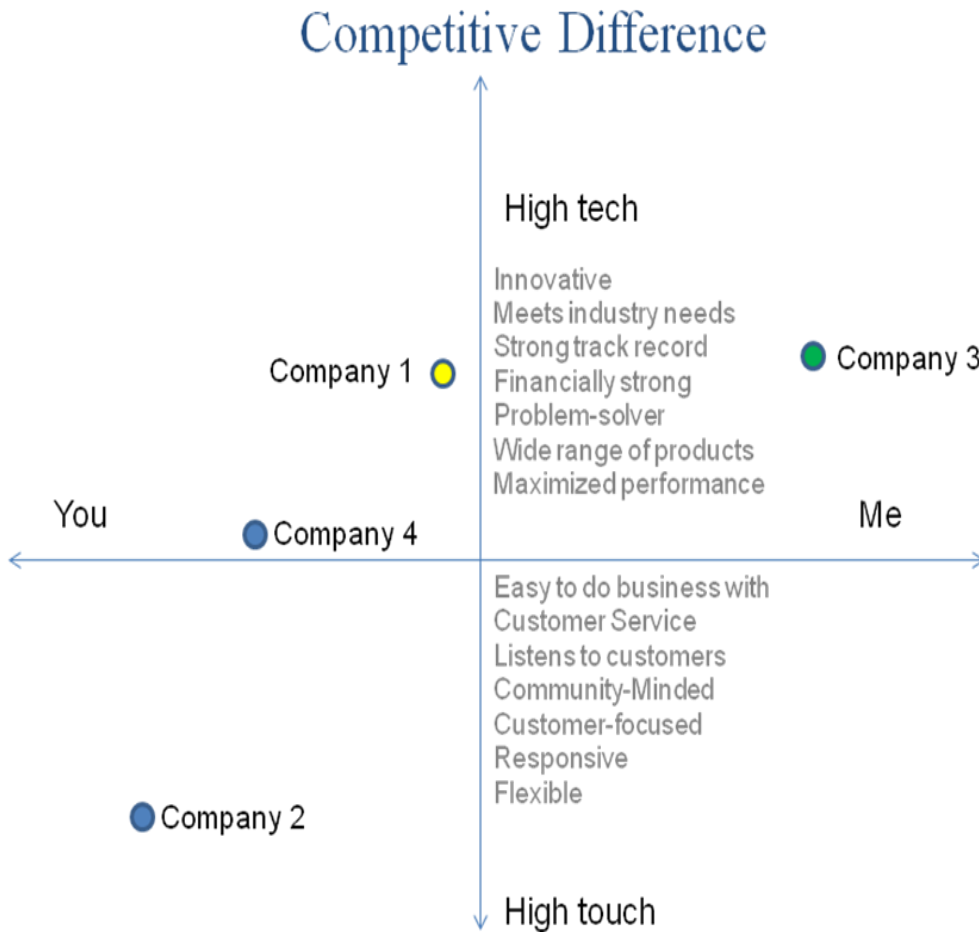 Competitive Difference
High tech
Innovative
Meets industry needs
Strong track record
Financially strong
Problem-solver
Wide range of products
Maximized performance
Company 1
Company 3
You
Me
Company 4
Easy to do business with
Customer Service
Listens to customers
Community-Minded
Customer-focused
Responsive
Flexible
Company 2
High touch